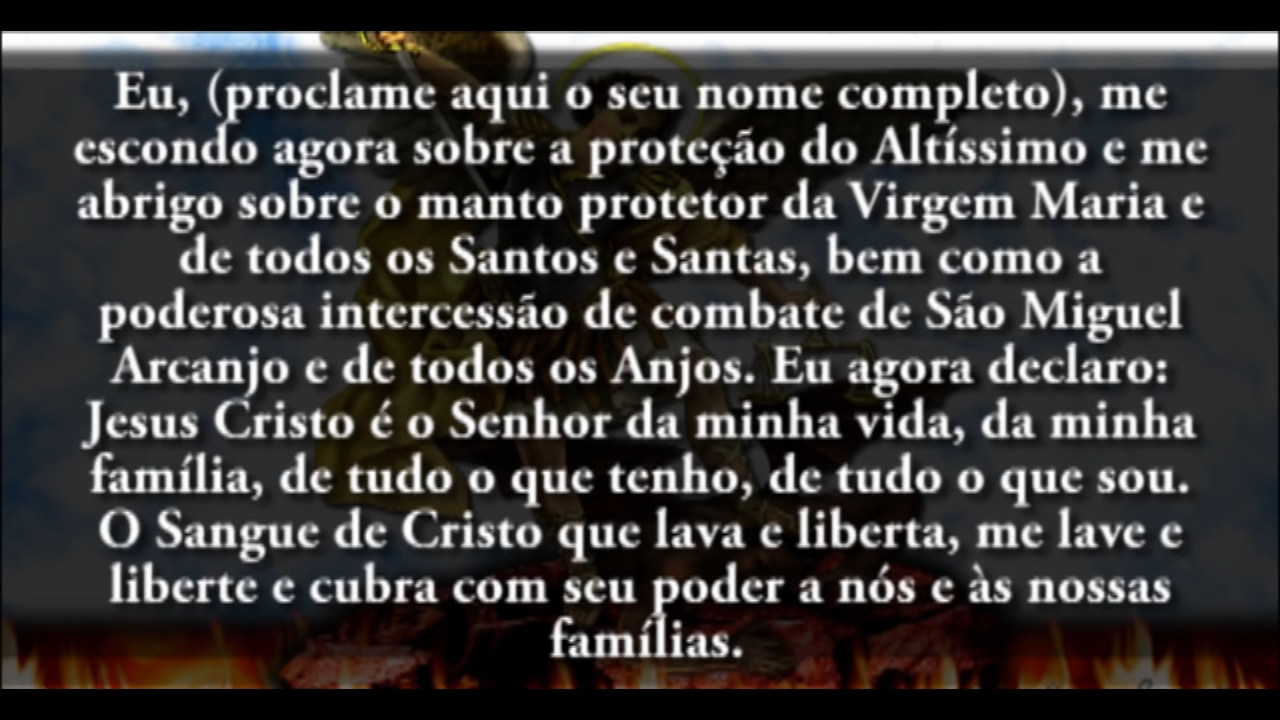 Eu, (proclame aqui o seu nome completo), me
escondo agora sobre a proteção do Altíssimo e me
abrigo sobre o manto protetor da Virgem Maria e
de todos os Santos e Santas, bem como a
poderosa intercessão de combate de São Miguel
Arcanjo e de todos os Anjos. Eu agora declaro:
Jesus Cristo é o Senhor da minha vida, da minha
família, de tudo o que tenho, de tudo o que sou.
O Sangue de Cristo que lava e liberta, me lave e
liberte e cubra com seu poder a nós e às nossas
famílias.